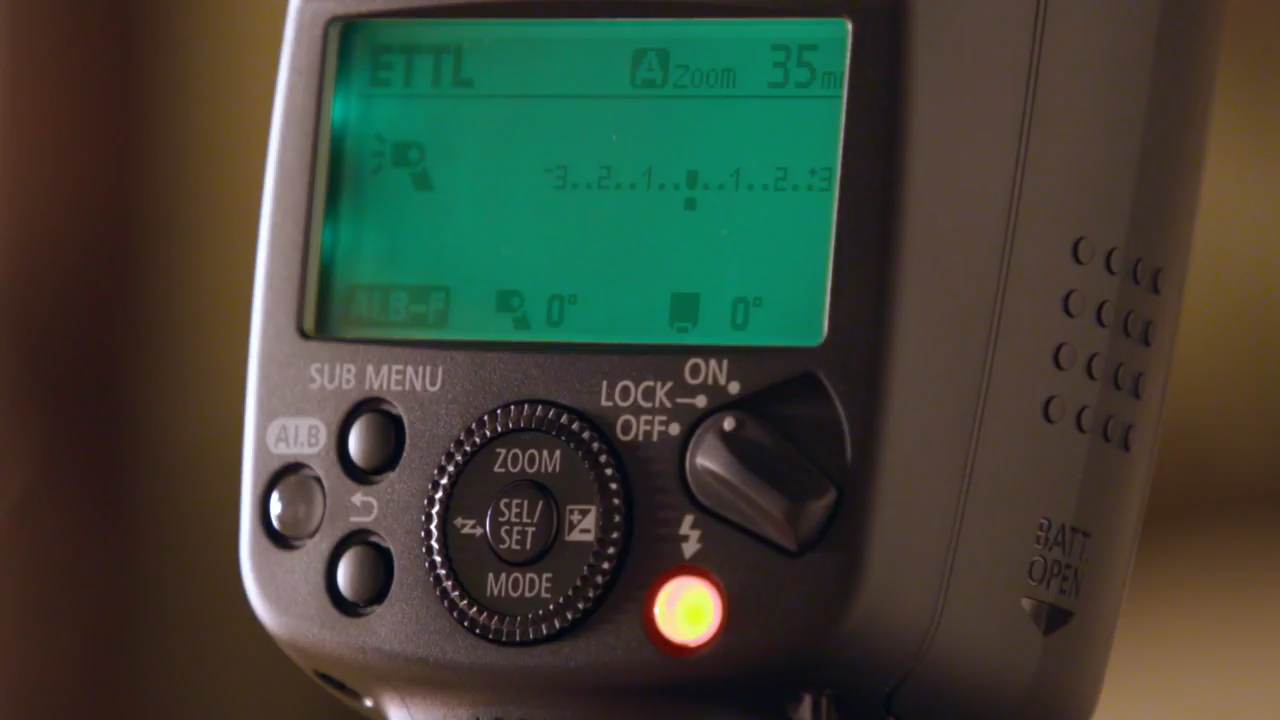 ETTL A Zoom 35mm
-3..2..1..0..1..2..+3
AI.B-F 0° 0°
SUB MENU
ON
LOCK
OFF
AI.B
ZOOM
SEL/
SET
MODE
BATT
OPEN